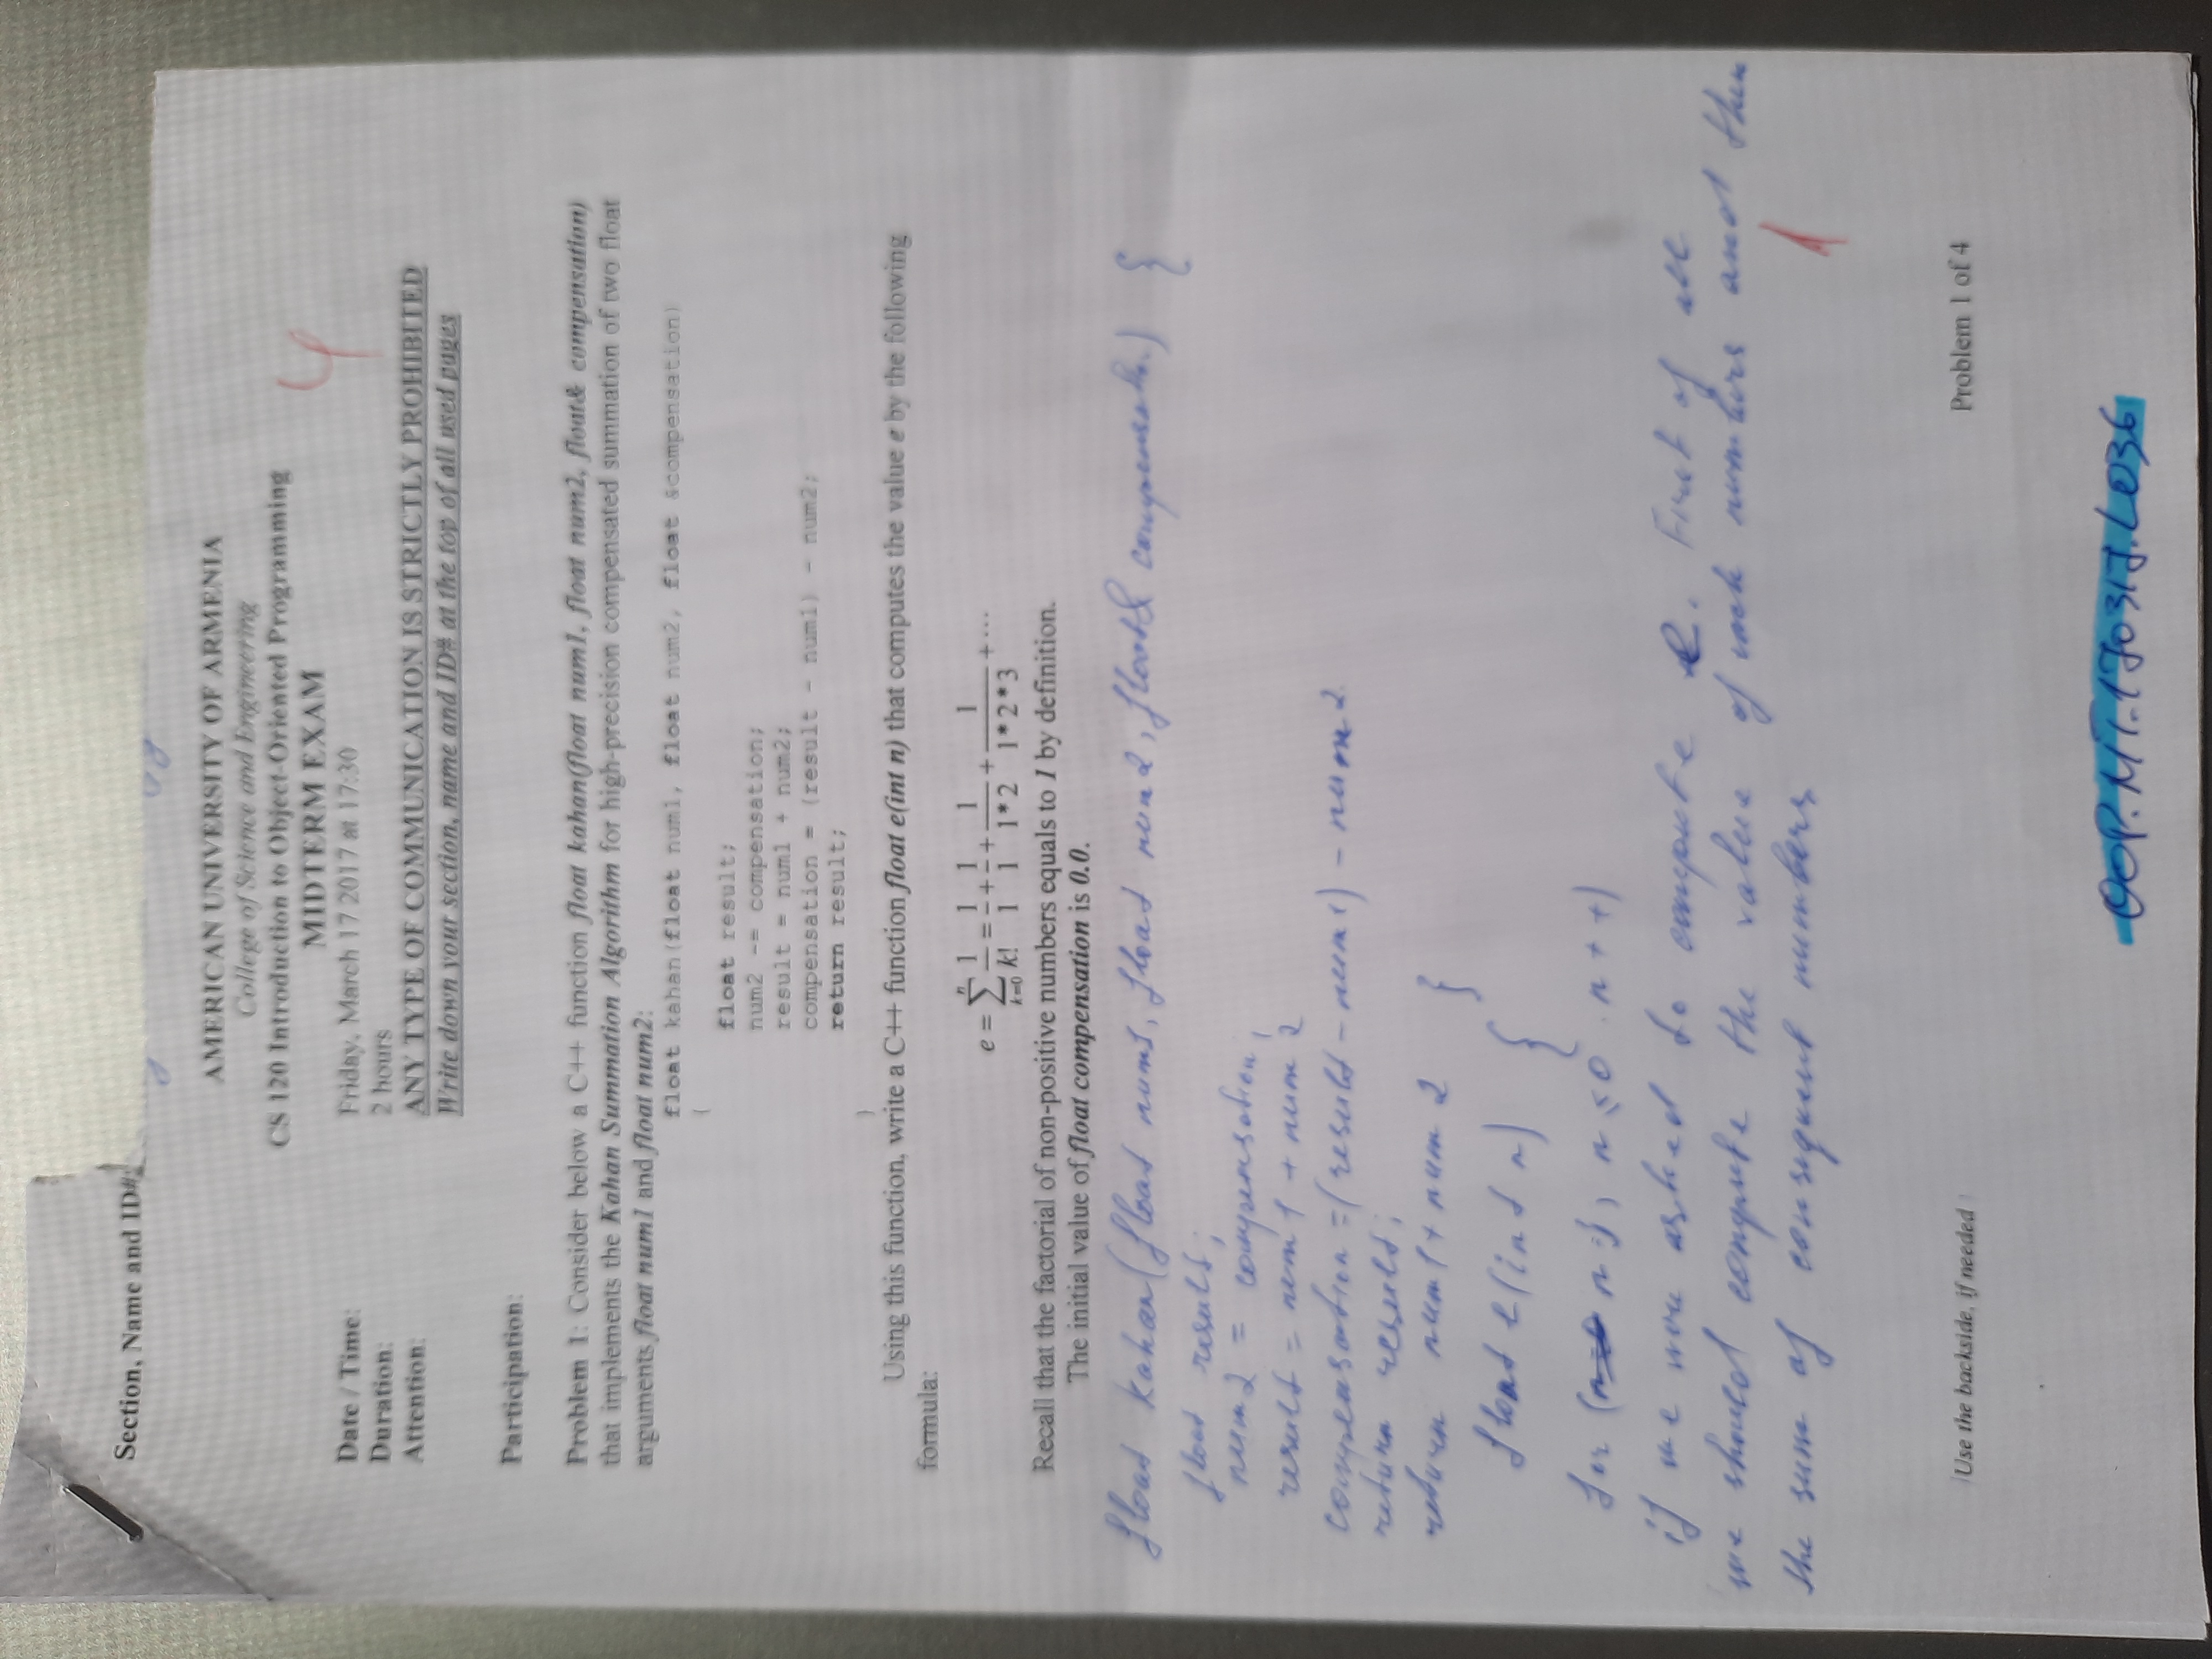 Section, Name and ID#:
AMERICAN UNIVERSITY OF ARMENIA
College of Science and Engineering
CS 120 Introduction to Object-Oriented Programming
MIDTERM EXAM
4
Date / Time: Friday, March 17 2017 at 17:30
Duration: 2 hours
Attention: ANY TYPE OF COMMUNICATION IS STRICTLY PROHIBITED
Write down your section, name and ID# at the top of all used pages
Participation:
Problem 1: Consider below a C++ function float kahan(float num1, float num2, float& compensation)
that implements the Kahan Summation Algorithm for high-precision compensated summation of two float
arguments float num1 and float num2:
float kahan(float num1, float num2, float &compensation)
{
float result;
num2 -= compensation;
result = num1 + num2;
compensation = (result - num1) - num2;
return result;
}
Using this function, write a C++ function float e(int n) that computes the value e by the following
formula:
e = ∑ⁿₖ₌₀ 1/k! = 1/1 + 1/1 + 1/(1*2) + 1/(1*2*3) + ···
Recall that the factorial of non-positive numbers equals to 1 by definition.
The initial value of float compensation is 0.0.
float kahan(float num1, float num2, float& ) {
float result;
num2 = compensation;
result = num1 + num2
compensation = (result - num1) - num2
return result;
return num1 + num2 }
float e(int n) {
for ( n ≤ 0 n++)
if we asked to compute e. First of all
we should compute the value of each numbers and then
the sum of consequent numbers
1
Use the backside, if needed
Problem 1 of 4
OOP.MT.170317.L036